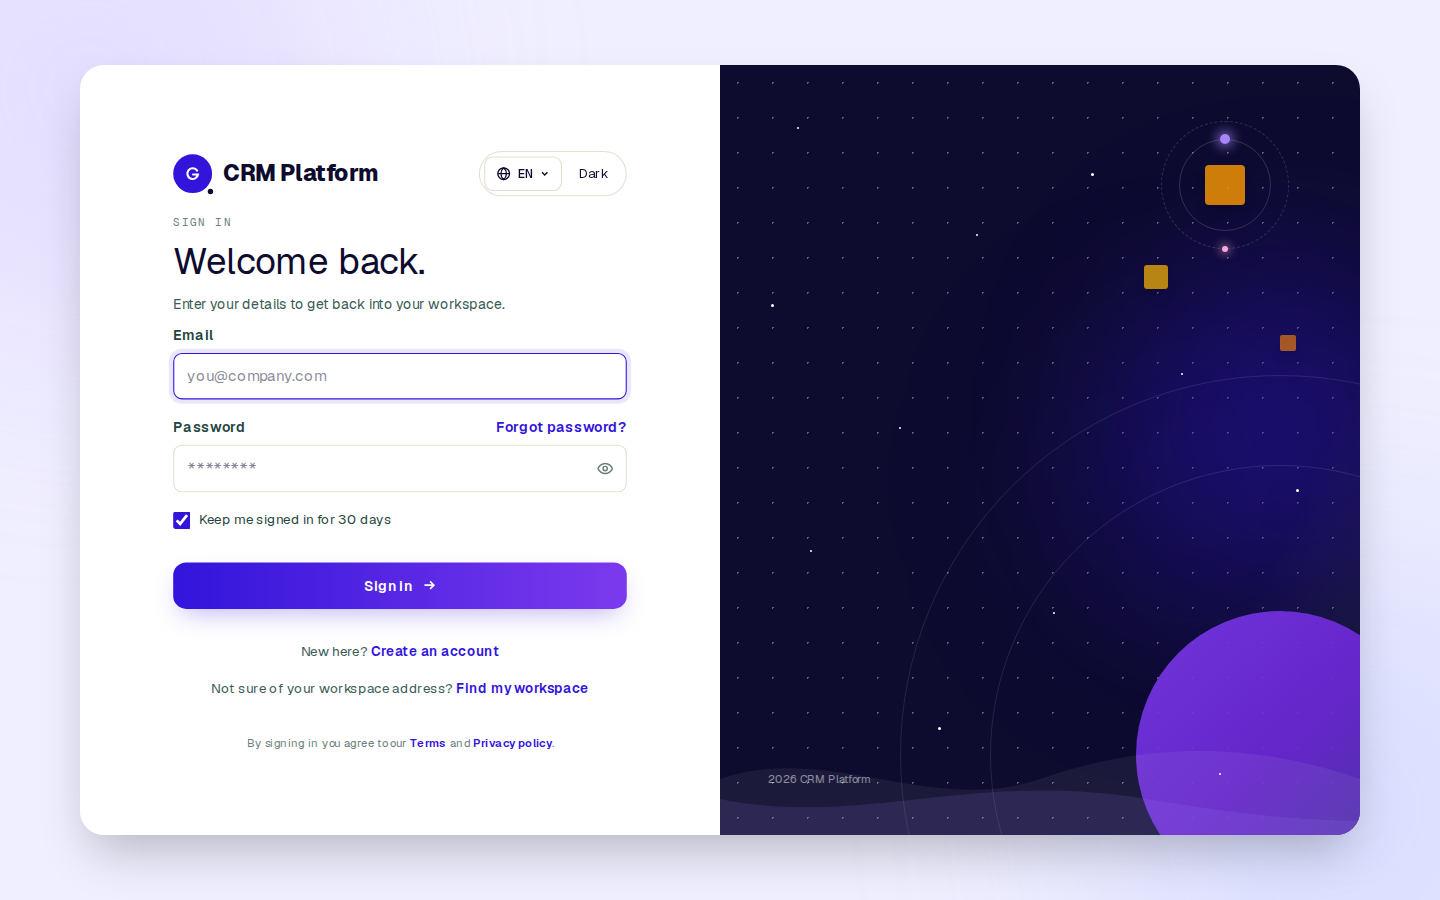 G CRM Platform
EN Dark
SIGN IN
Welcome back.
Enter your details to get back into your workspace.
Email
you@company.com
Password Forgot password?
********
Keep me signed in for 30 days
Sign in →
New here? Create an account
Not sure of your workspace address? Find my workspace
By signing in you agree to our Terms and Privacy policy.
2026 CRM Platform